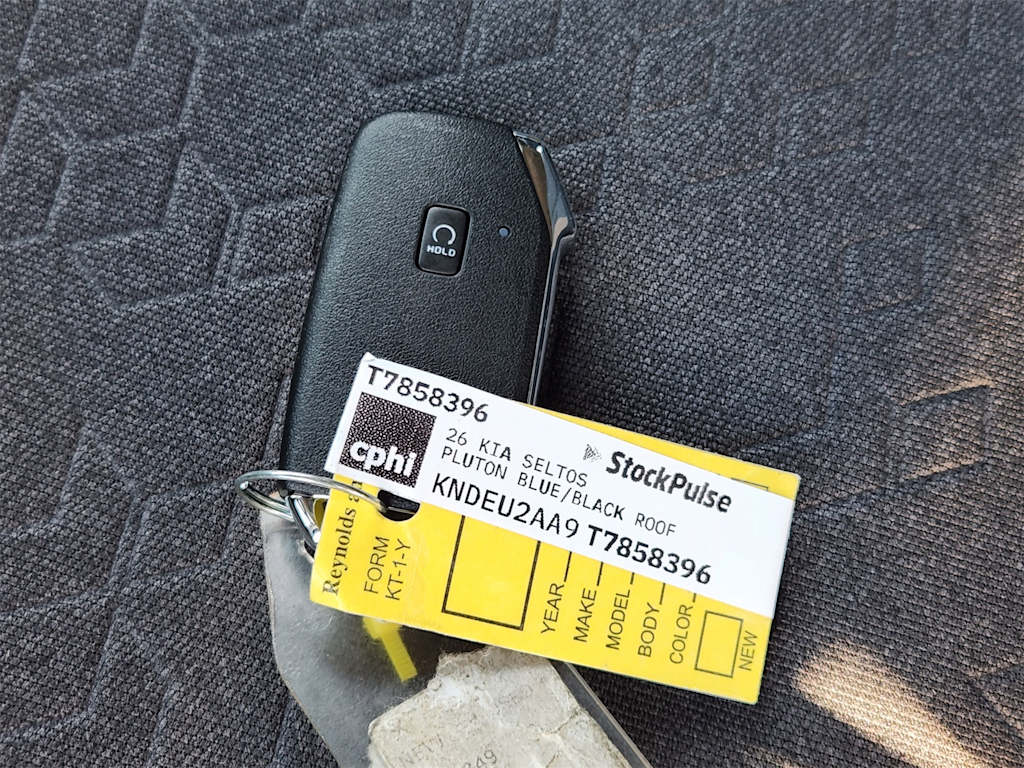 HOLD
T7858396
cphi
26 KIA SELTOS
PLUTON BLUE/BLACK ROOF
StockPulse
KNDEU2AA9 T7858396
Reynolds
FORM
KT-1-Y
YEAR
MAKE
MODEL
BODY
COLOR
NEW